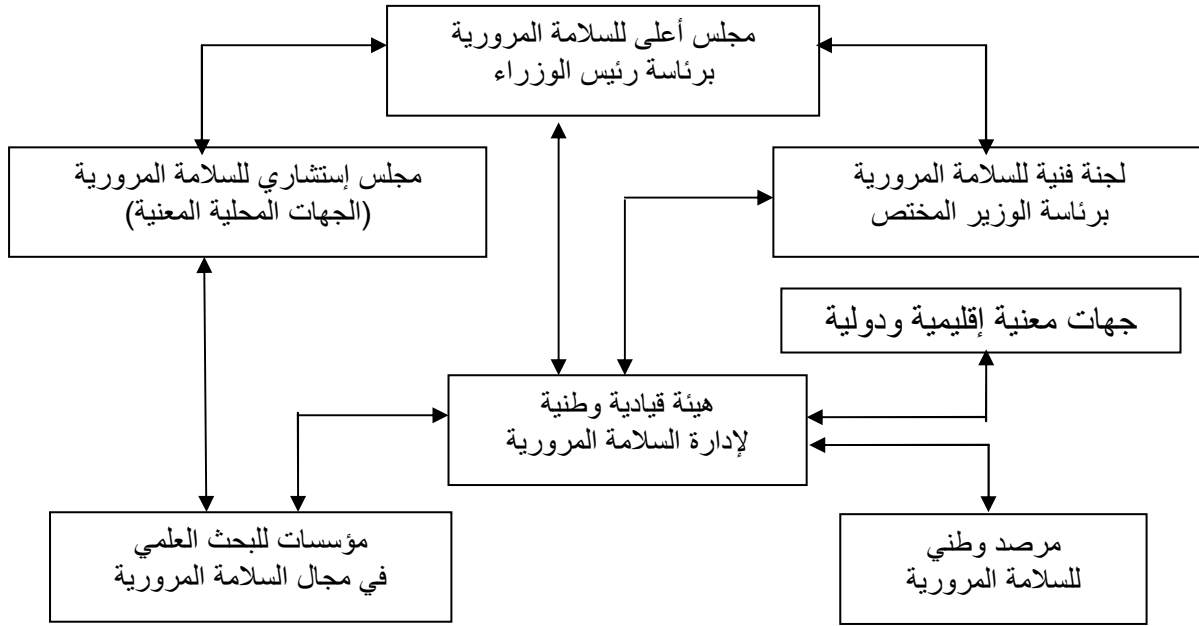 مجلس أعلى للسلامة المرورية
برئاسة رئيس الوزراء
لجنة فنية للسلامة المرورية
برئاسة الوزير المختص
مجلس إستشاري للسلامة المرورية
(الجهات المحلية المعنية)
جهات معنية إقليمية ودولية
هيئة قيادية وطنية
لإدارة السلامة المرورية
مرصد وطني
للسلامة المرورية
مؤسسات للبحث العلمي
في مجال السلامة المرورية